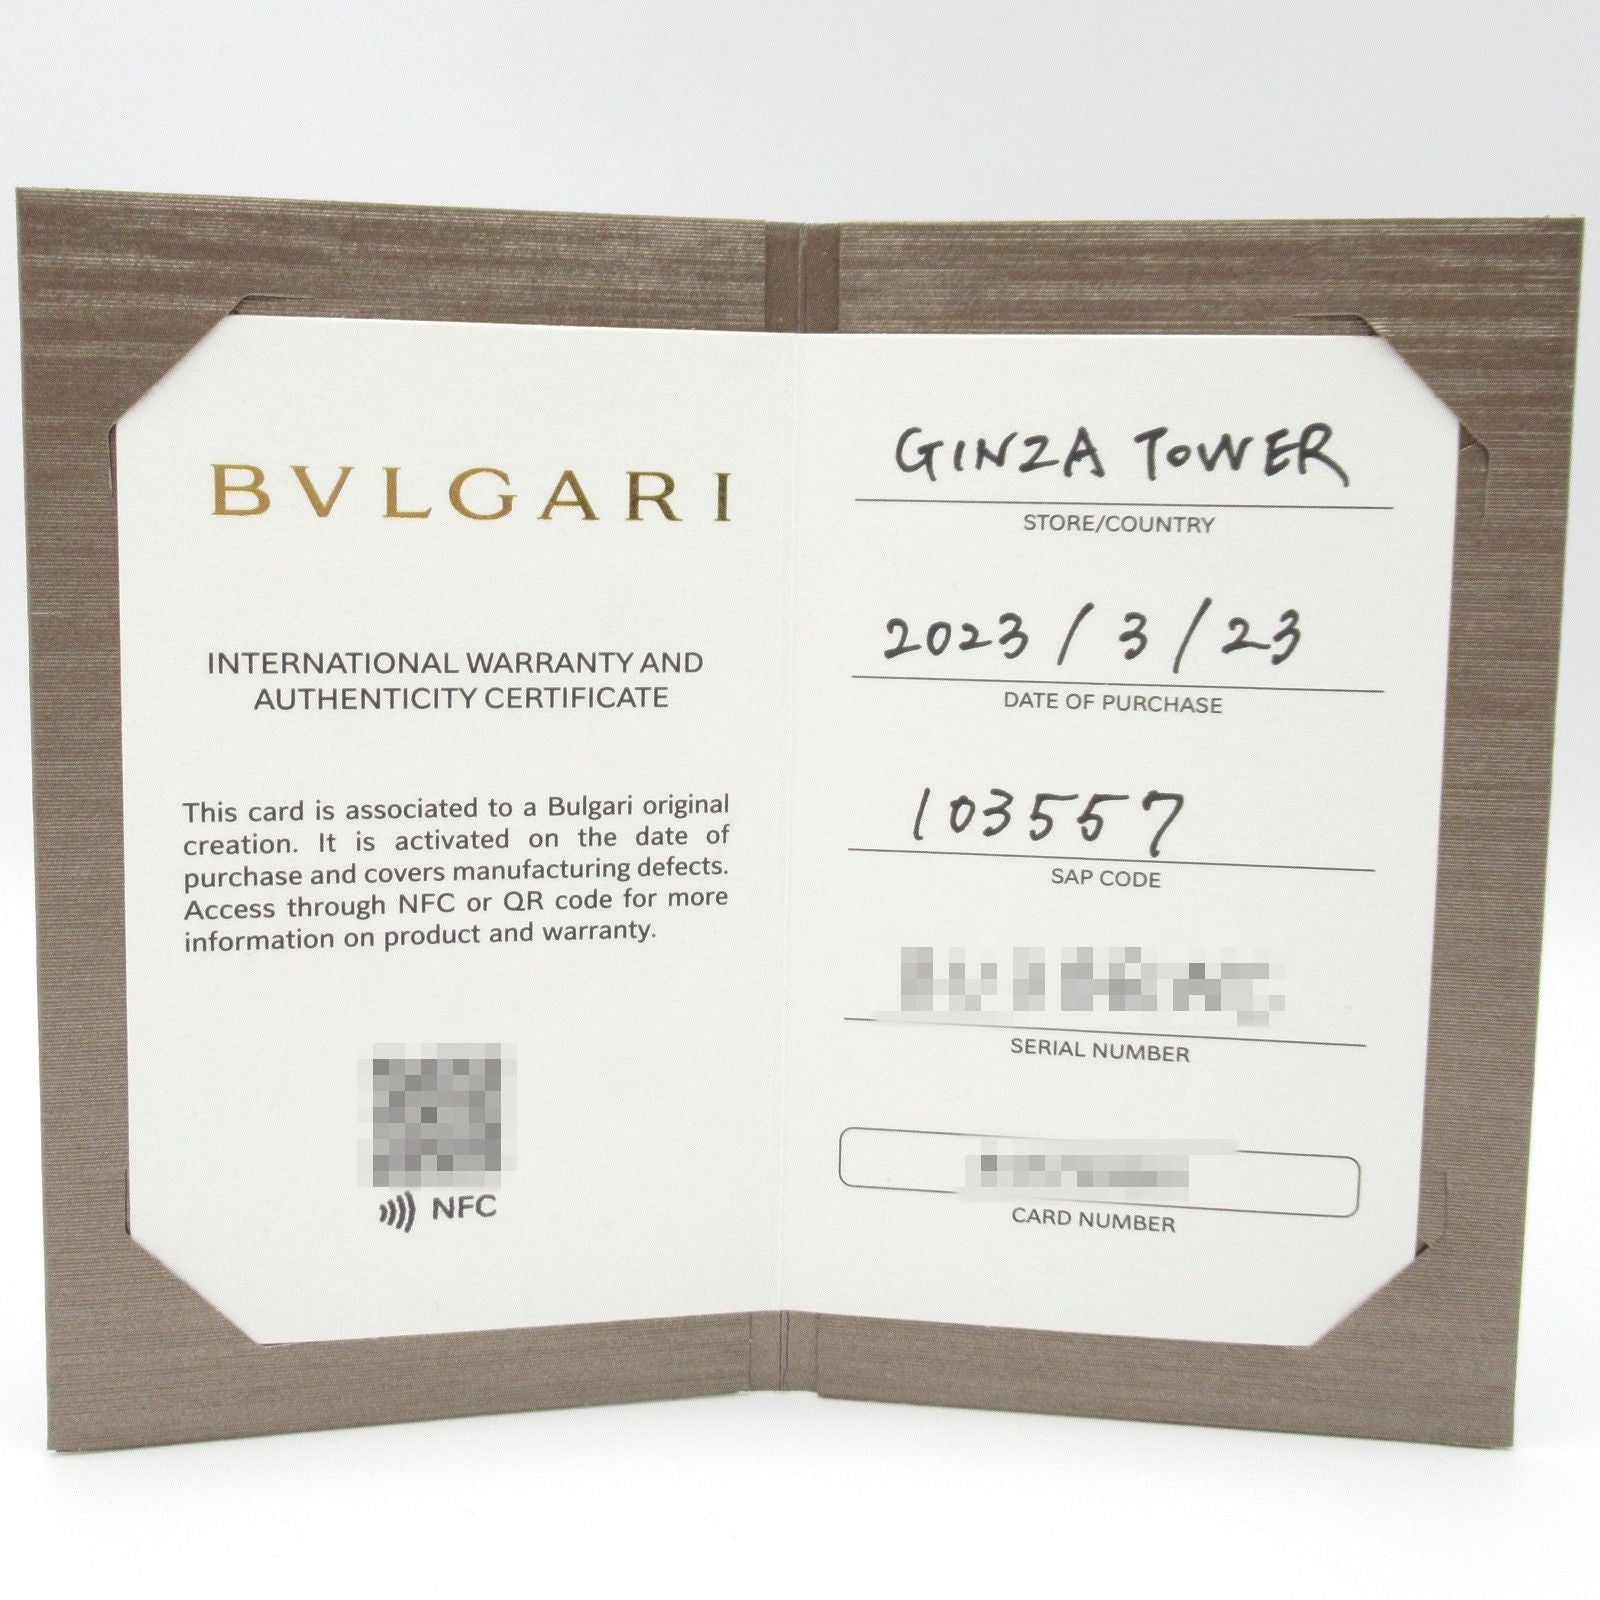 BVLGARI
INTERNATIONAL WARRANTY AND
AUTHENTICITY CERTIFICATE
This card is associated to a Bulgari original
creation. It is activated on the date of
purchase and covers manufacturing defects.
Access through NFC or QR code for more
information on product and warranty.
NFC
GINZA TOWER
STORE/COUNTRY
2023/3/23
DATE OF PURCHASE
103557
SAP CODE
SERIAL NUMBER
CARD NUMBER